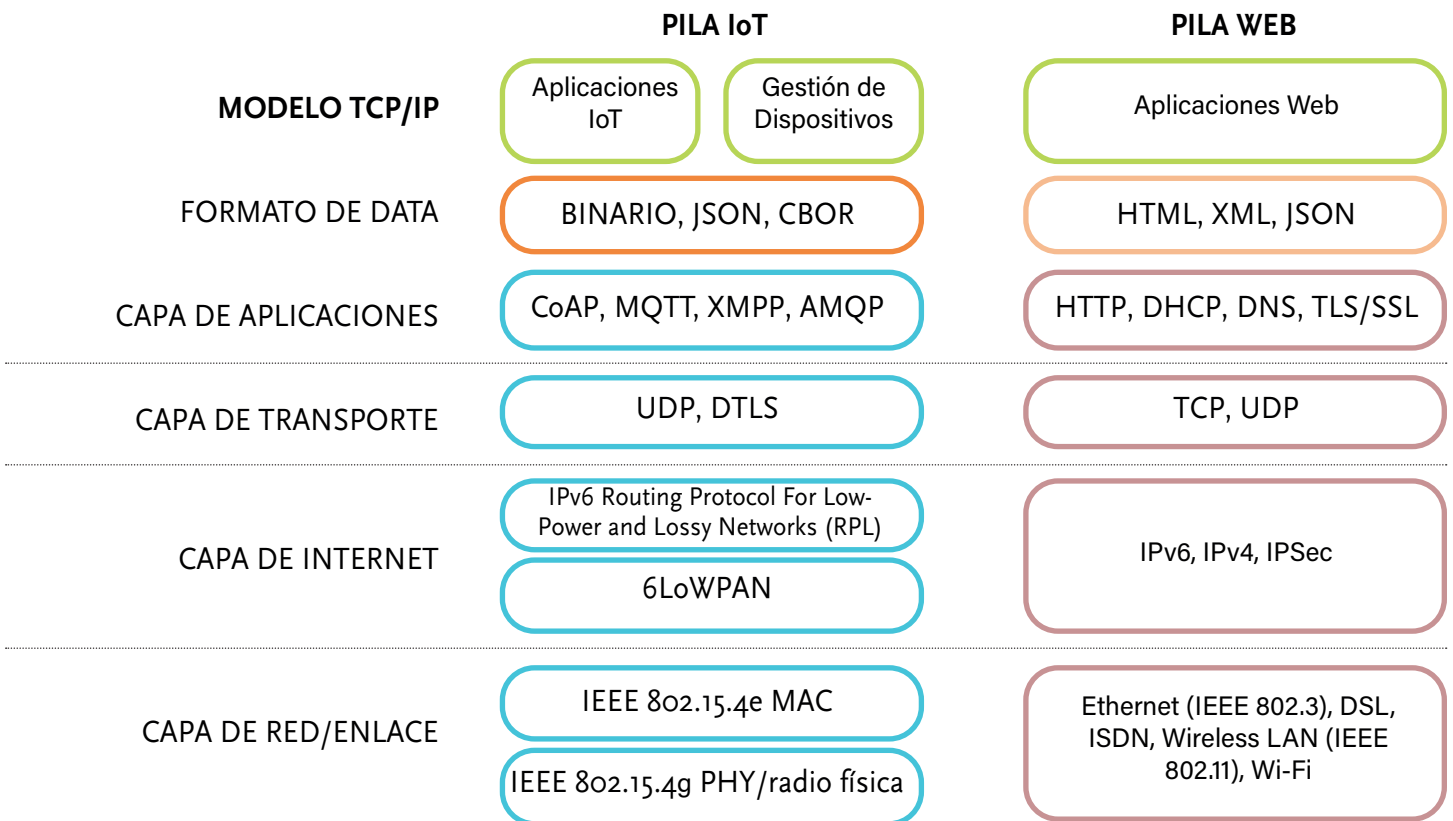 PILA IoT
PILA WEB
MODELO TCP/IP
Aplicaciones
IoT
Gestión de
Dispositivos
Aplicaciones Web
FORMATO DE DATA
BINARIO, JSON, CBOR
HTML, XML, JSON
CAPA DE APLICACIONES
CoAP, MQTT, XMPP, AMQP
HTTP, DHCP, DNS, TLS/SSL
CAPA DE TRANSPORTE
UDP, DTLS
TCP, UDP
CAPA DE INTERNET
IPv6 Routing Protocol For Low-
Power and Lossy Networks (RPL)
6LoWPAN
IPv6, IPv4, IPSec
CAPA DE RED/ENLACE
IEEE 802.15.4e MAC
IEEE 802.15.4g PHY/radio física
Ethernet (IEEE 802.3), DSL,
ISDN, Wireless LAN (IEEE
802.11), Wi-Fi